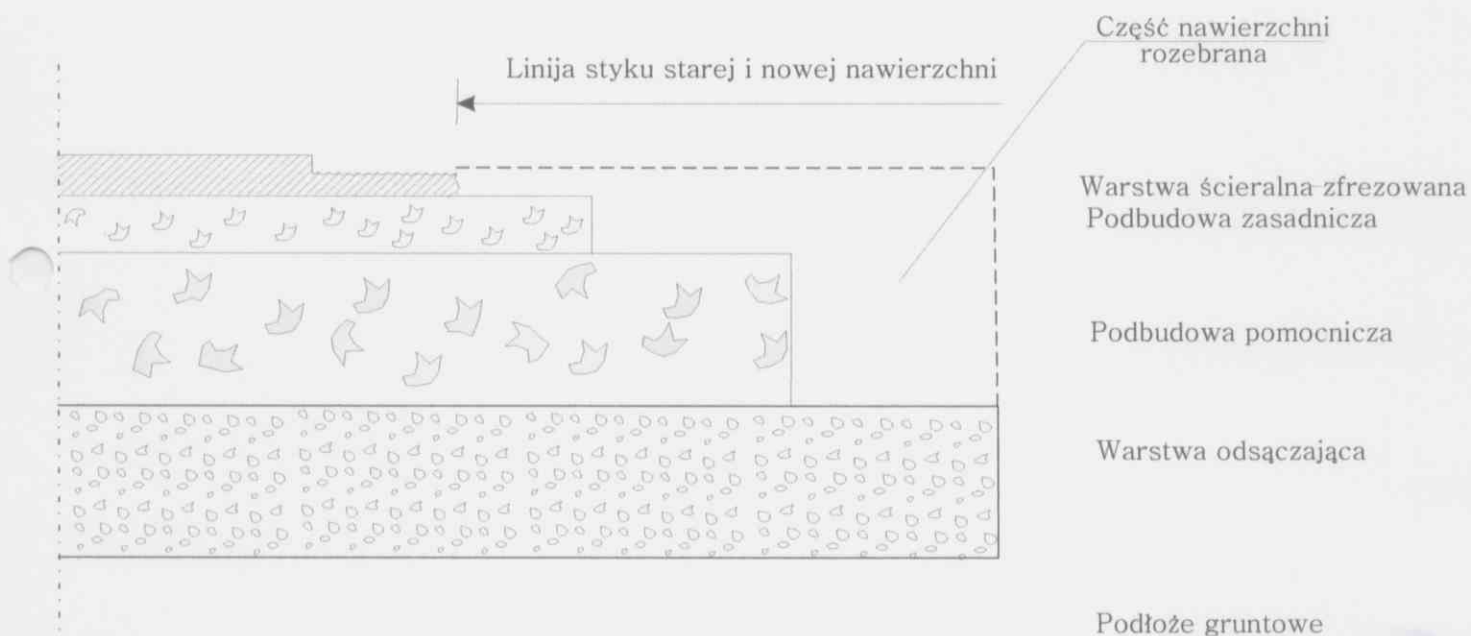 Część nawierzchni
rozebrana
Linija styku starej i nowej nawierzchni
Warstwa ścieralna zfrezowana
Podbudowa zasadnicza
Podbudowa pomocnicza
Warstwa odsączająca
Podłoże gruntowe